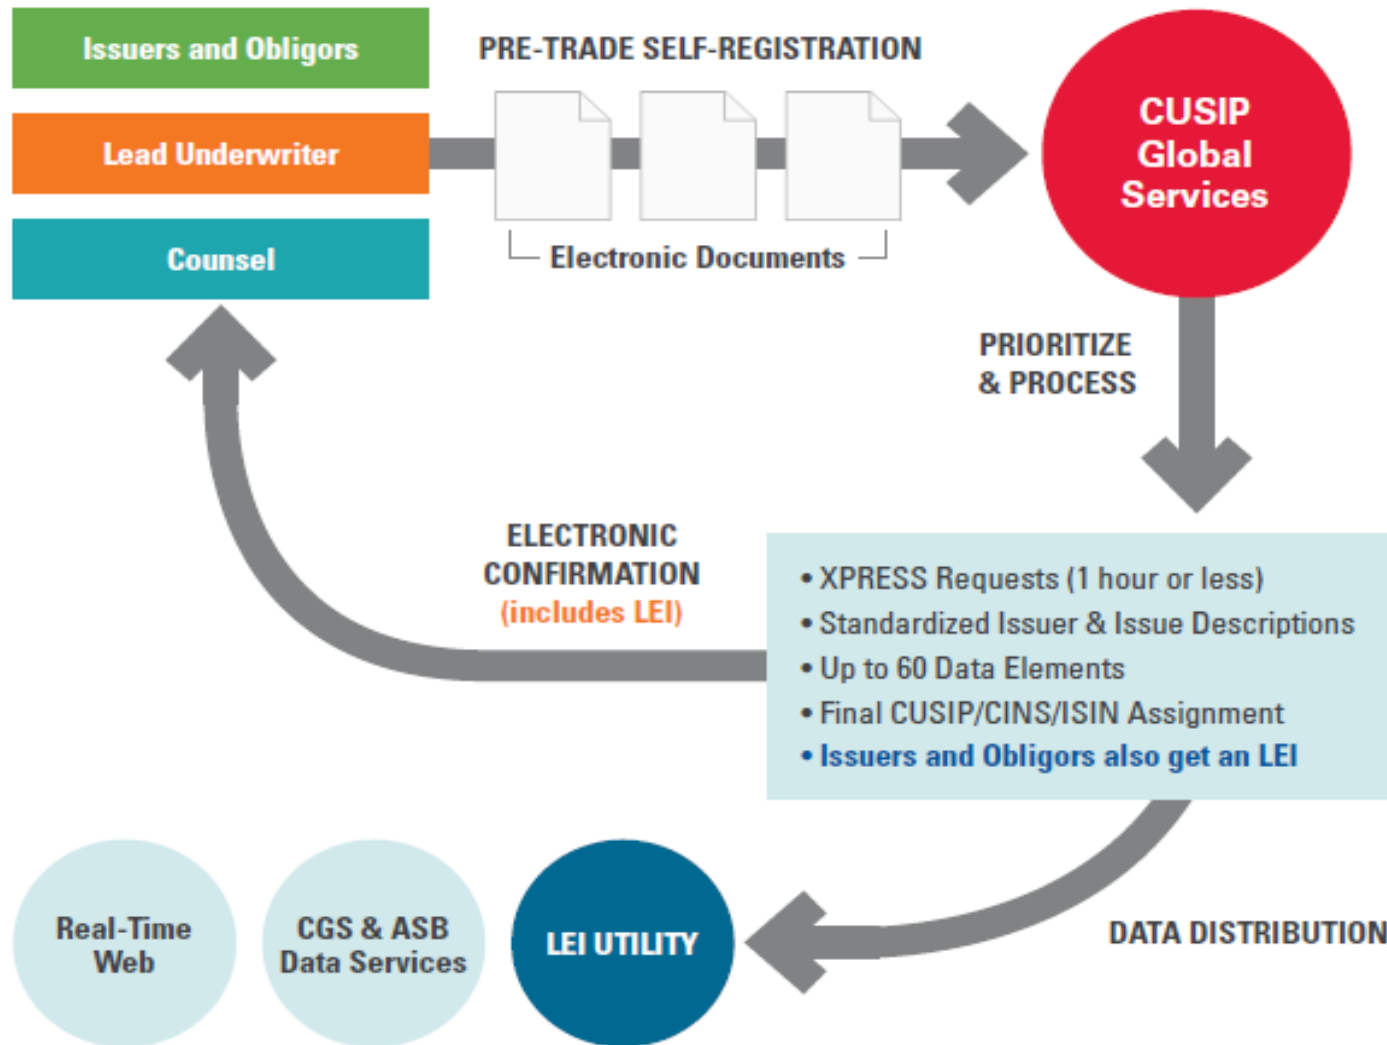 Issuers and Obligors
Lead Underwriter
Counsel
PRE-TRADE SELF-REGISTRATION
Electronic Documents
CUSIP
Global
Services
PRIORITIZE
& PROCESS
ELECTRONIC
CONFIRMATION
(includes LEI)
• XPRESS Requests (1 hour or less)
• Standardized Issuer & Issue Descriptions
• Up to 60 Data Elements
• Final CUSIP/CINS/ISIN Assignment
• Issuers and Obligors also get an LEI
DATA DISTRIBUTION
Real-Time
Web
CGS & ASB
Data Services
LEI UTILITY